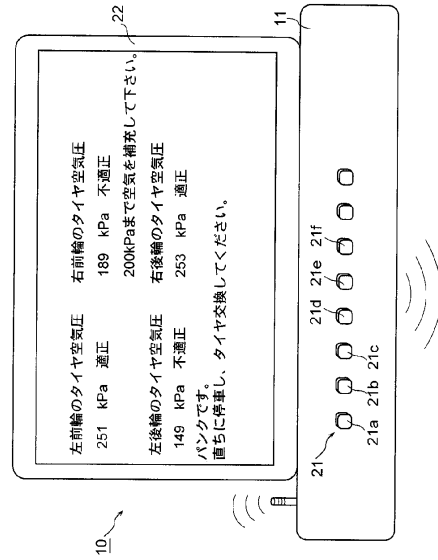 10
22
11
左前輪のタイヤ空気圧 右前輪のタイヤ空気圧
251 kPa 適正 189 kPa 不適正
200kPaまで空気を補充して下さい。
左後輪のタイヤ空気圧 右後輪のタイヤ空気圧
149 kPa 不適正 253 kPa 適正
パンクです。
直ちに停車し、タイヤ交換してください。
21
21a
21b
21c
21d
21e
21f